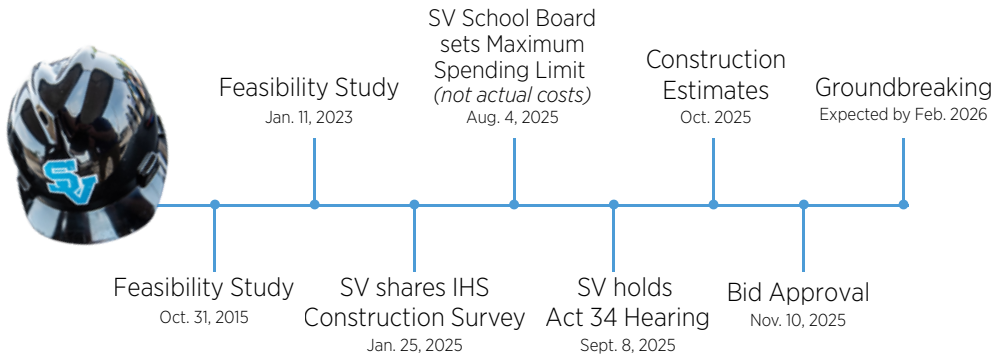 SV
Feasibility Study
Oct. 31, 2015
Feasibility Study
Jan. 11, 2023
SV shares IHS
Construction Survey
Jan. 25, 2025
SV School Board
sets Maximum
Spending Limit
(not actual costs)
Aug. 4, 2025
SV holds
Act 34 Hearing
Sept. 8, 2025
Construction
Estimates
Oct. 2025
Bid Approval
Nov. 10, 2025
Groundbreaking
Expected by Feb. 2026